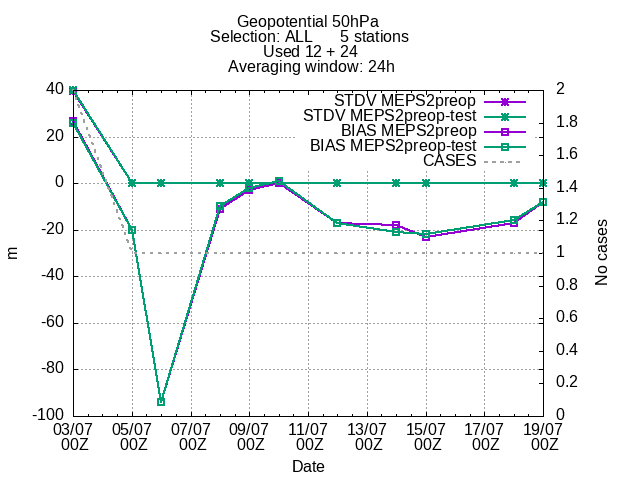 Geopotential 50hPa
Selection: ALL      5 stations
Used 12 + 24
Averaging window: 24h
40
20
0
-20
-40
-60
-80
-100
m
2
1.8
1.6
1.4
1.2
1
0.8
0.6
0.4
0.2
0
No cases
STDV MEPS2preop
STDV MEPS2preop-test
BIAS MEPS2preop
BIAS MEPS2preop-test
CASES
03/07 05/07 07/07 09/07 11/07 13/07 15/07 17/07 19/07
00Z 00Z 00Z 00Z 00Z 00Z 00Z 00Z 00Z
Date